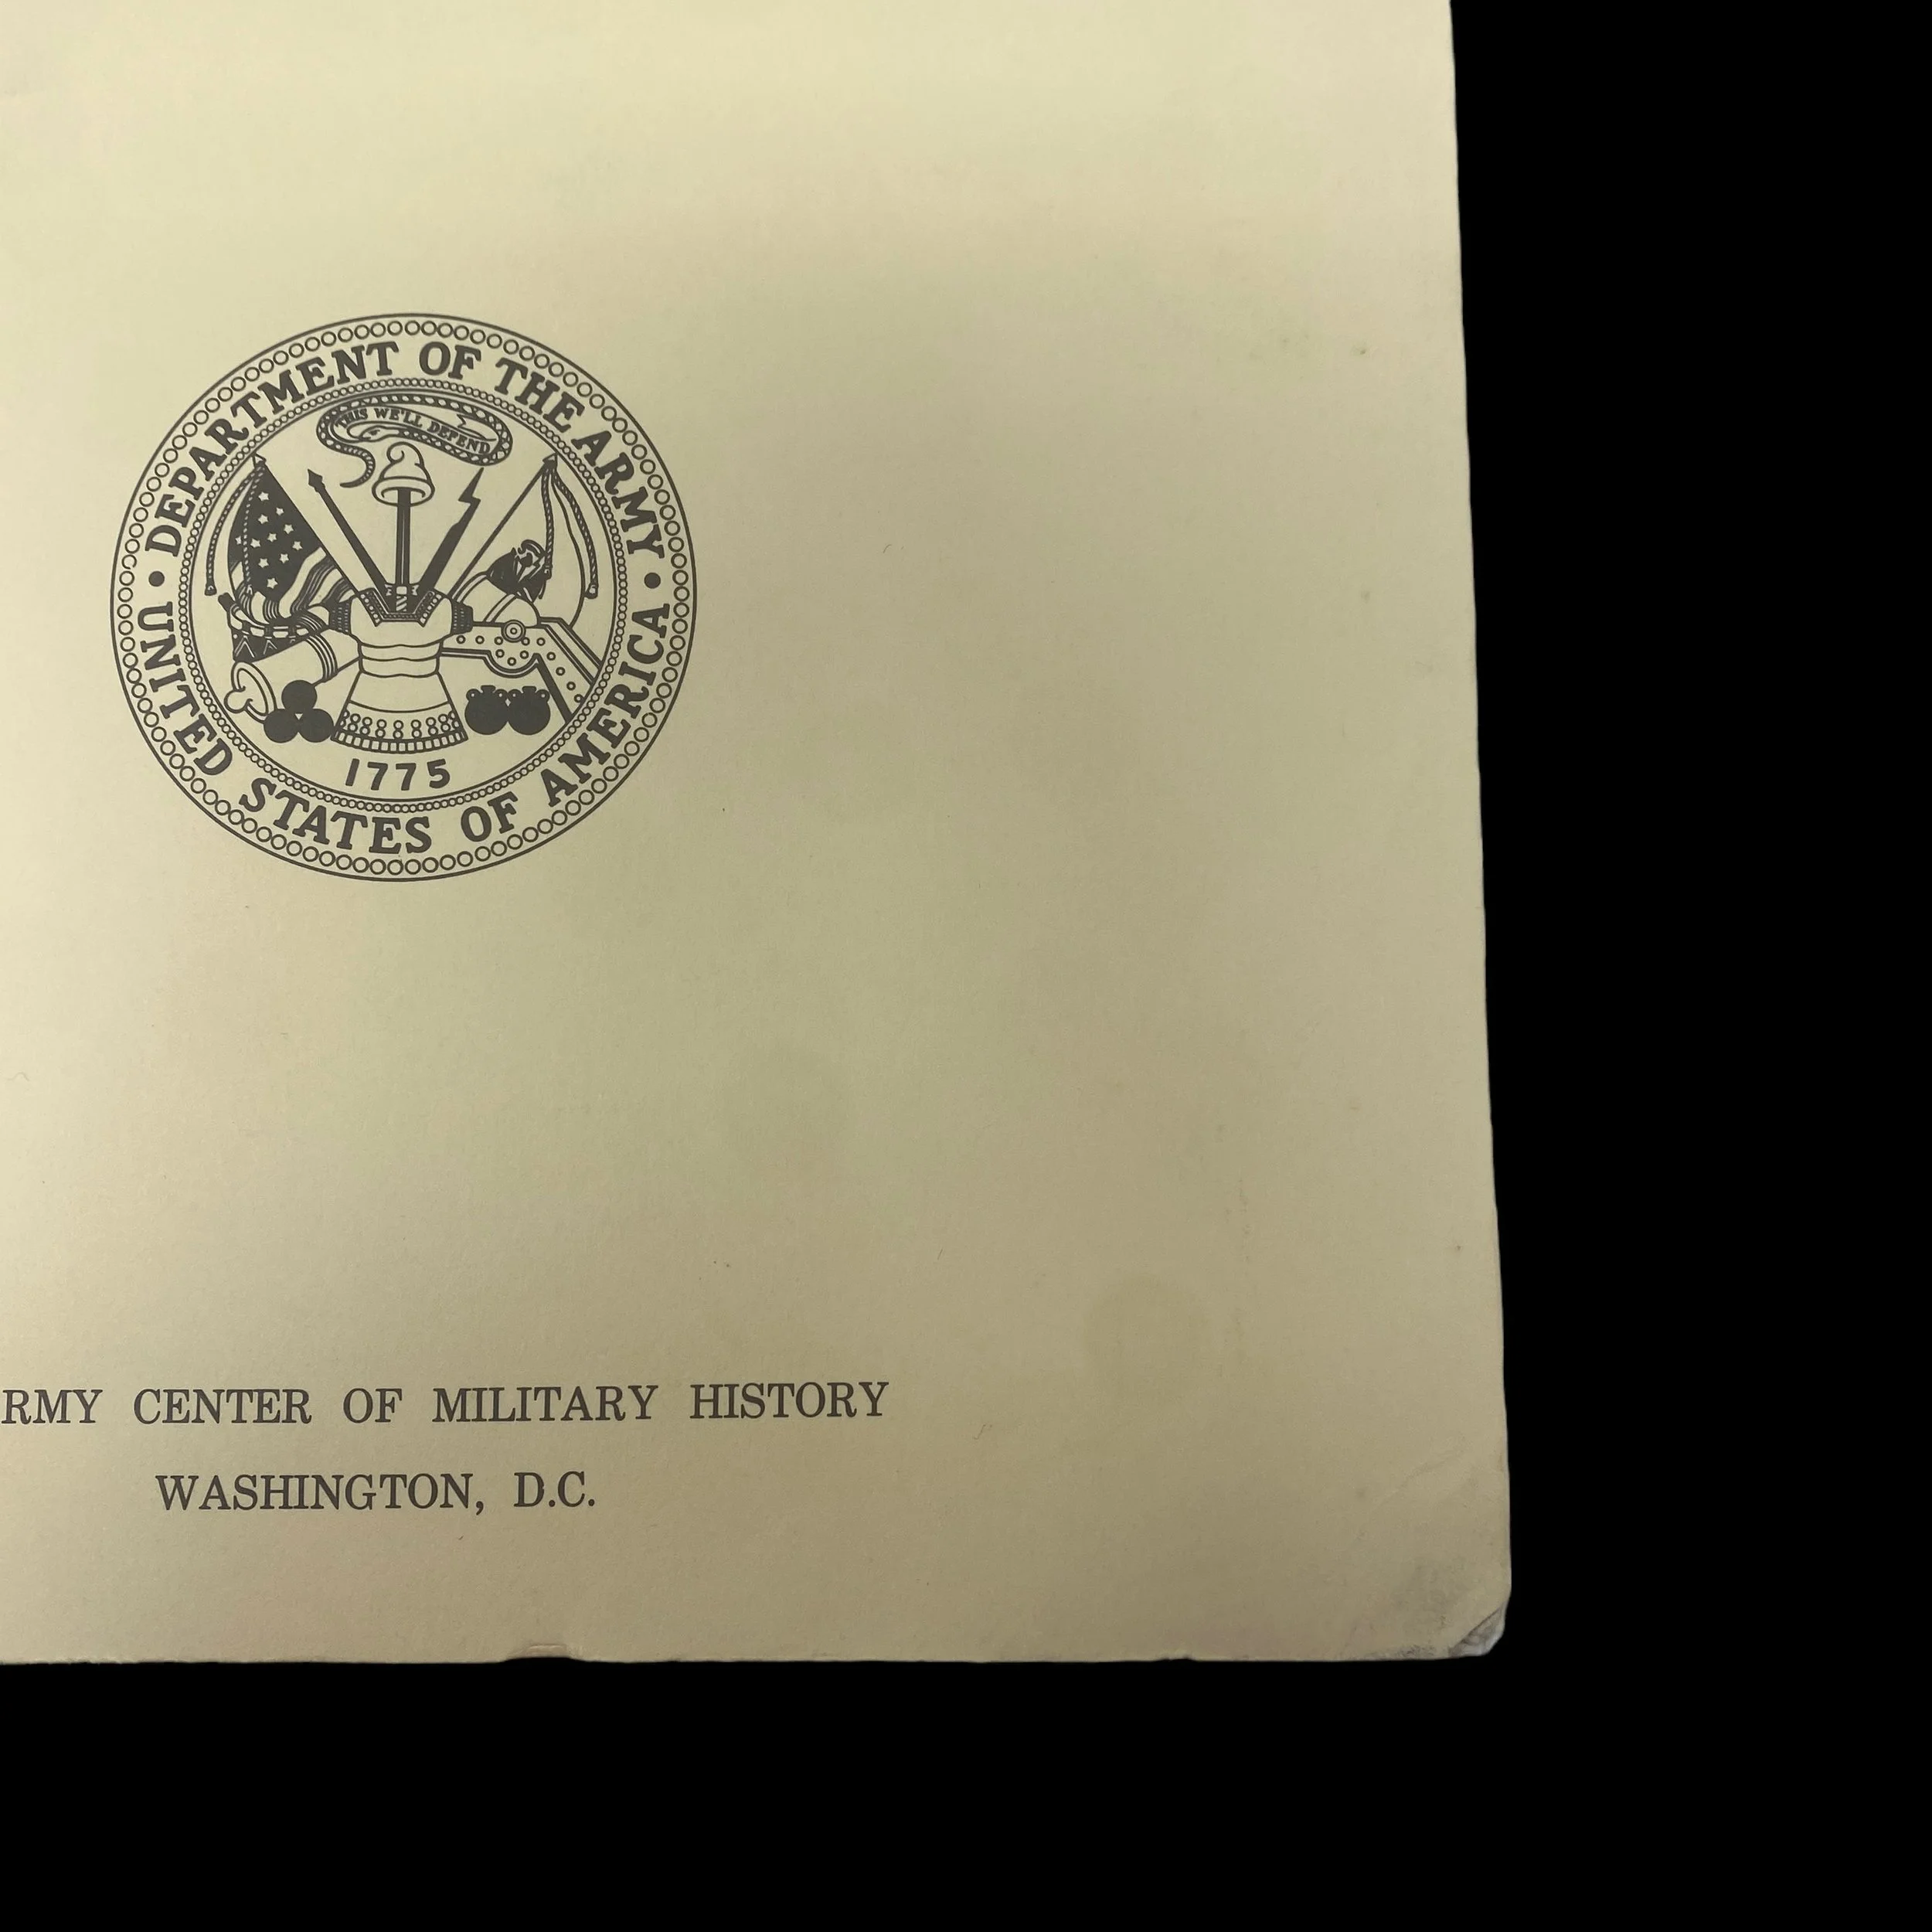 DEPARTMENT OF THE ARMY
THIS WE'LL DEFEND
1775
UNITED STATES OF AMERICA
RMY CENTER OF MILITARY HISTORY
WASHINGTON, D.C.